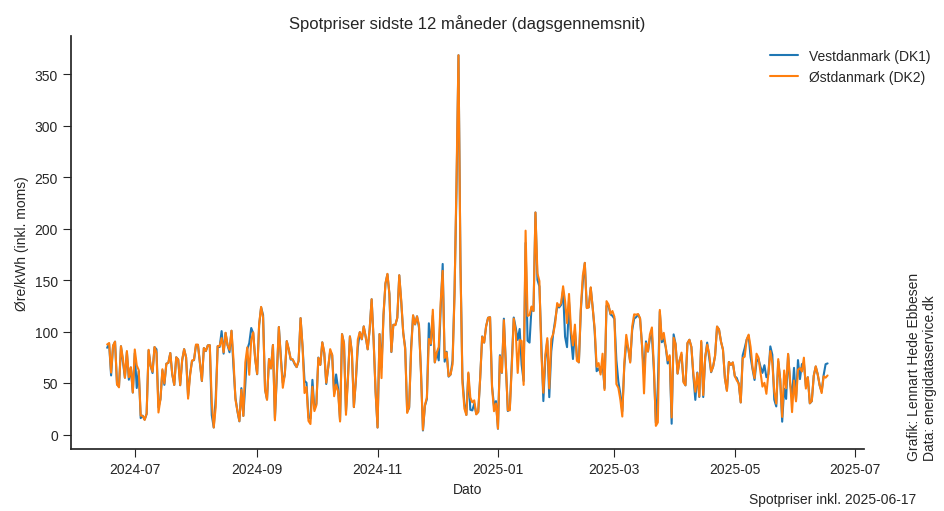 Spotpriser sidste 12 måneder (dagsgennemsnit)
Vestdanmark (DK1)
Østdanmark (DK2)
Øre/kWh (inkl. moms)
350
300
250
200
150
100
50
0
2024-07
2024-09
2024-11
2025-01
2025-03
2025-05
2025-07
Dato
Grafik: Lennart Hede Ebbesen
Data: energidataservice.dk
Spotpriser inkl. 2025-06-17